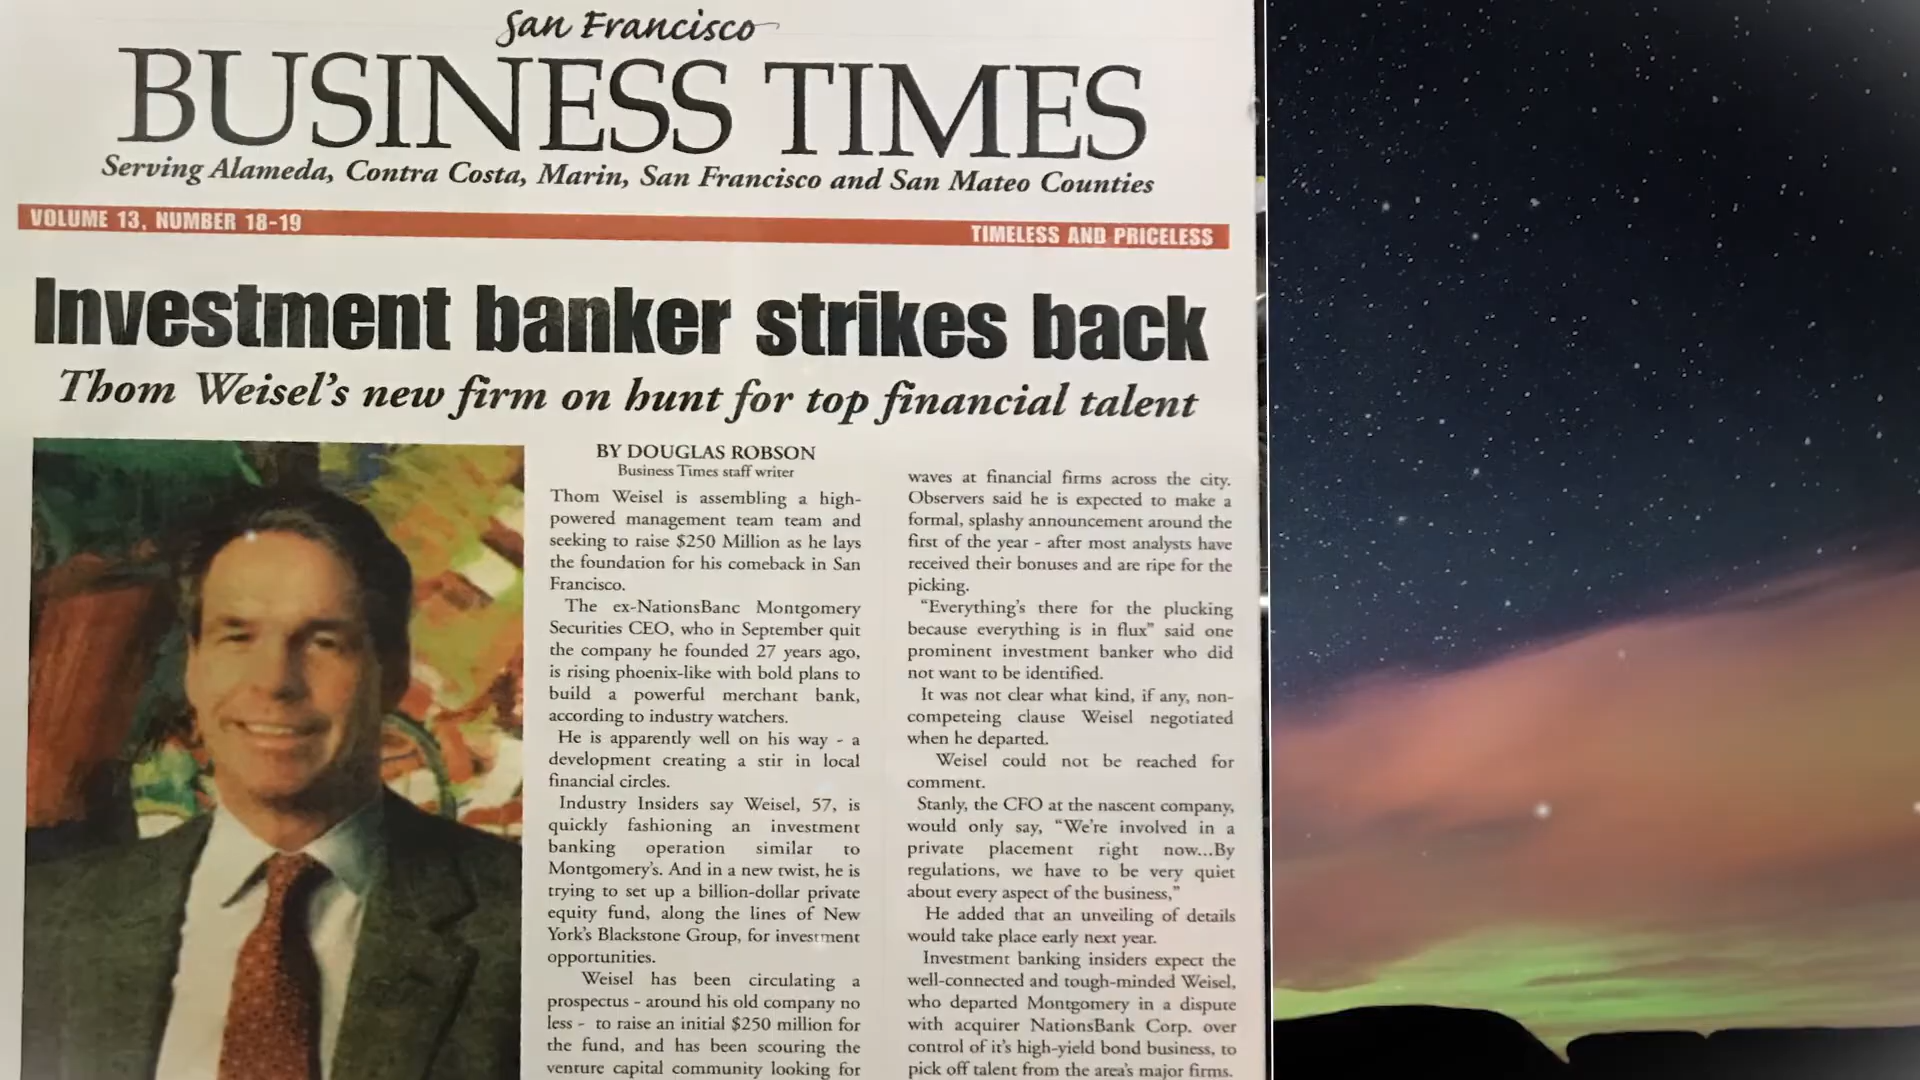 San Francisco
BUSINESS TIMES
Serving Alameda, Contra Costa, Marin, San Francisco and San Mateo Counties
VOLUME 13, NUMBER 18-19
TIMELESS AND PRICELESS
Investment banker strikes back
Thom Weisel's new firm on hunt for top financial talent
BY DOUGLAS ROBSON
Business Times staff writer
Thom Weisel is assembling a high-
powered management team team and
seeking to raise $250 Million as he lays
the foundation for his comeback in San
Francisco.
The ex-NationsBanc Montgomery
Securities CEO, who in September quit
the company he founded 27 years ago,
is rising phoenix-like with bold plans to
build a powerful merchant bank,
according to industry watchers.
He is apparently well on his way - a
development creating a stir in local
financial circles.
Industry Insiders say Weisel, 57, is
quickly fashioning an investment
banking operation similar to
Montgomery's. And in a new twist, he is
trying to set up a billion-dollar private
equity fund, along the lines of New
York's Blackstone Group, for investment
opportunities.
Weisel has been circulating a
prospectus - around his old company no
less - to raise an initial $250 million for
the fund, and has been scouring the
venture capital community looking for
waves at financial firms across the city.
Observers said he is expected to make a
formal, splashy announcement around the
first of the year - after most analysts have
received their bonuses and are ripe for the
picking.
"Everything's there for the plucking
because everything is in flux" said one
prominent investment banker who did
not want to be identified.
It was not clear what kind, if any, non-
competeing clause Weisel negotiated
when he departed.
Weisel could not be reached for
comment.
Stanly, the CFO at the nascent company,
would only say, "We're involved in a
private placement right now...By
regulations, we have to be very quiet
about every aspect of the business,"
He added that an unveiling of details
would take place early next year.
Investment banking insiders expect the
well-connected and tough-minded Weisel,
who departed Montgomery in a dispute
with acquirer NationsBank Corp. over
control of it's high-yield bond business, to
pick off talent from the area's major firms.